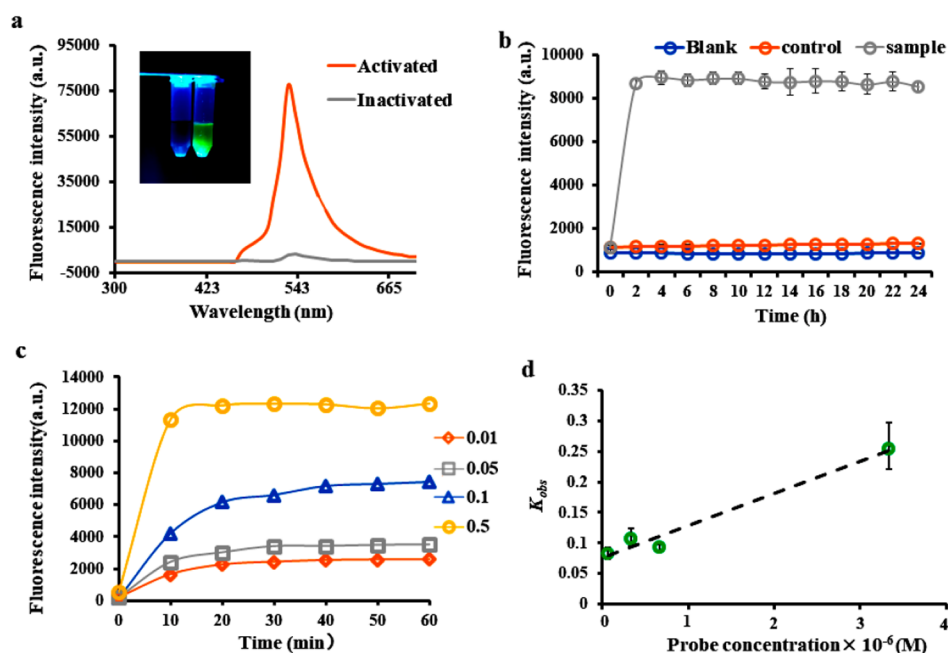 a
95000
75000
55000
35000
15000
-5000
Fluorescence intensity (a.u.)
Activated
Inactivated
300 423 543 665
Wavelength (nm)
b
Blank control sample
10000
8000
6000
4000
2000
0
Fluorescence intensity (a.u.)
0 2 4 6 8 10 12 14 16 18 20 22 24
Time (h)
c
14000
12000
10000
8000
6000
4000
2000
0
Fluorescence intensity(a.u.)
0.01
0.05
0.1
0.5
0 10 20 30 40 50 60
Time (min)
d
0.35
0.3
0.25
0.2
0.15
0.1
0.05
0
Kobs
0 1 2 3 4
Probe concentration × 10-6 (M)